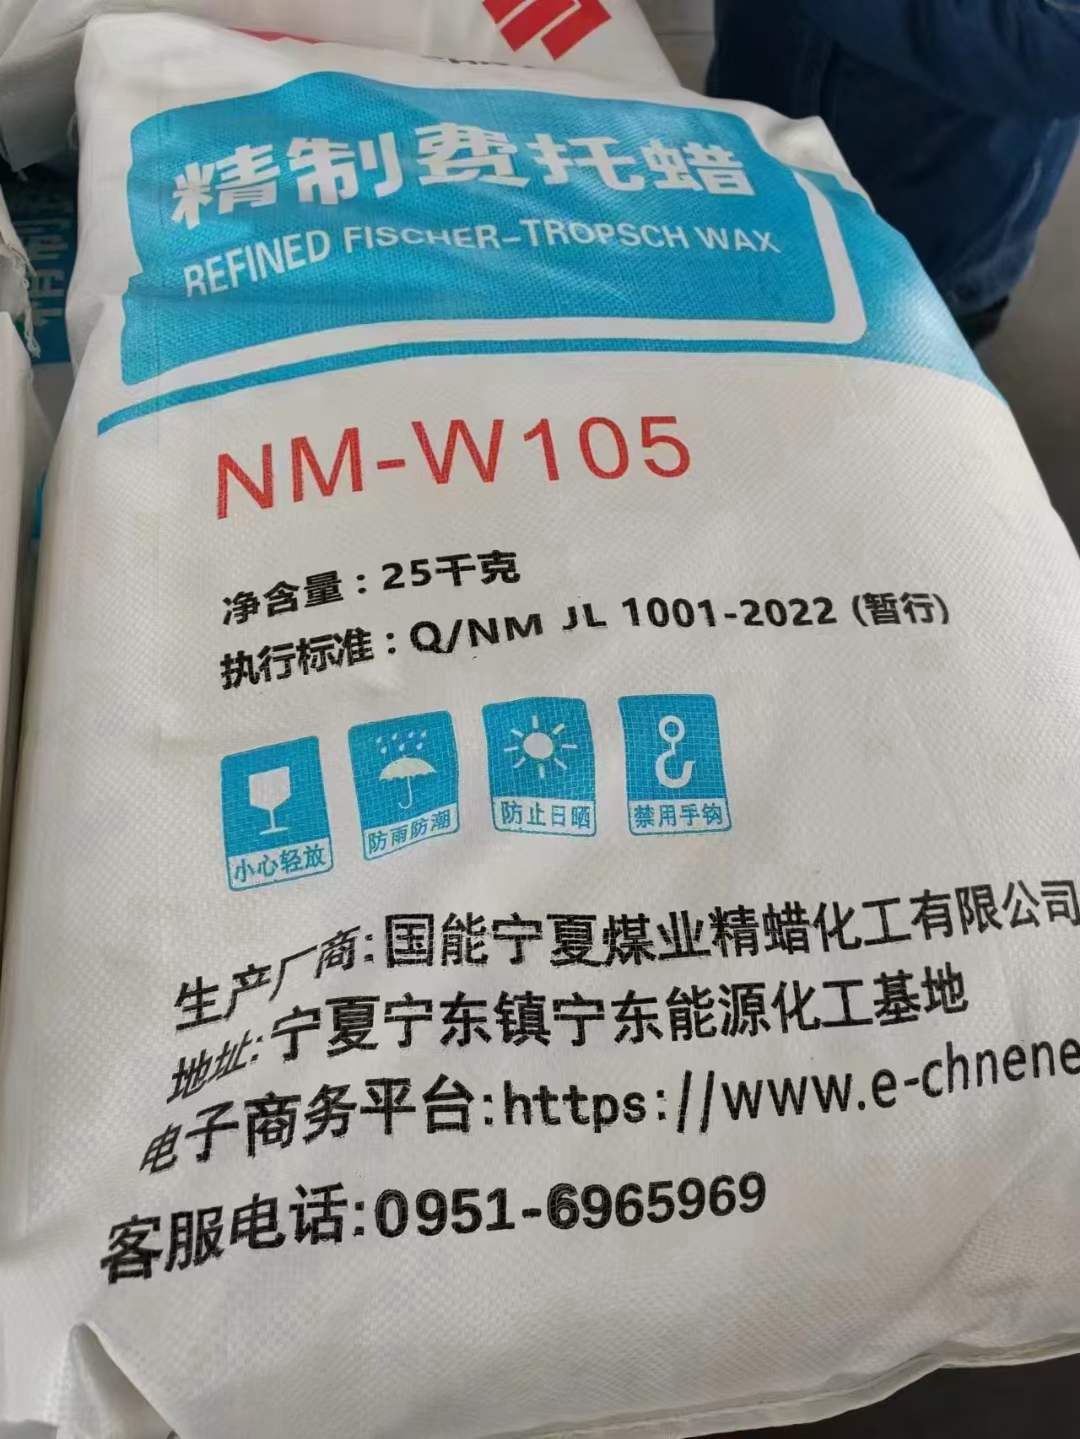 精制费托蜡
REFINED FISCHER-TROPSCH WAX
NM-W105
净含量:25千克
执行标准:Q/NM JL 1001-2022 (暂行)
小心轻放
防雨防潮
防止日晒
禁用手钩
生产厂商:国能宁夏煤业精蜡化工有限公司
地址:宁夏宁东镇宁东能源化工基地
电子商务平台:https://www.e-chnene
客服电话:0951-6965969